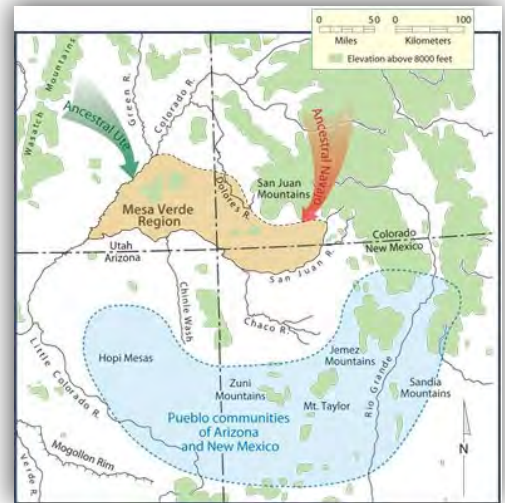 0 50 0 100
Miles Kilometers
Elevation above 8000 feet
Wasatch Mountains
Green R.
Colorado R.
Ancestral Ute
Ancestral Navajo
San Juan
Mountains
Dolores R.
Mesa Verde
Region
Utah
Arizona
Colorado
New Mexico
San Juan R.
Chinle Wash
Chaco R.
Little Colorado R.
Hopi Mesas
Zuni
Mountains
Jemez
Mountains
Mt. Taylor
Rio Grande
Sandia
Mountains
Pueblo communities
of Arizona
and New Mexico
Mogollon Rim
Verde R.
N